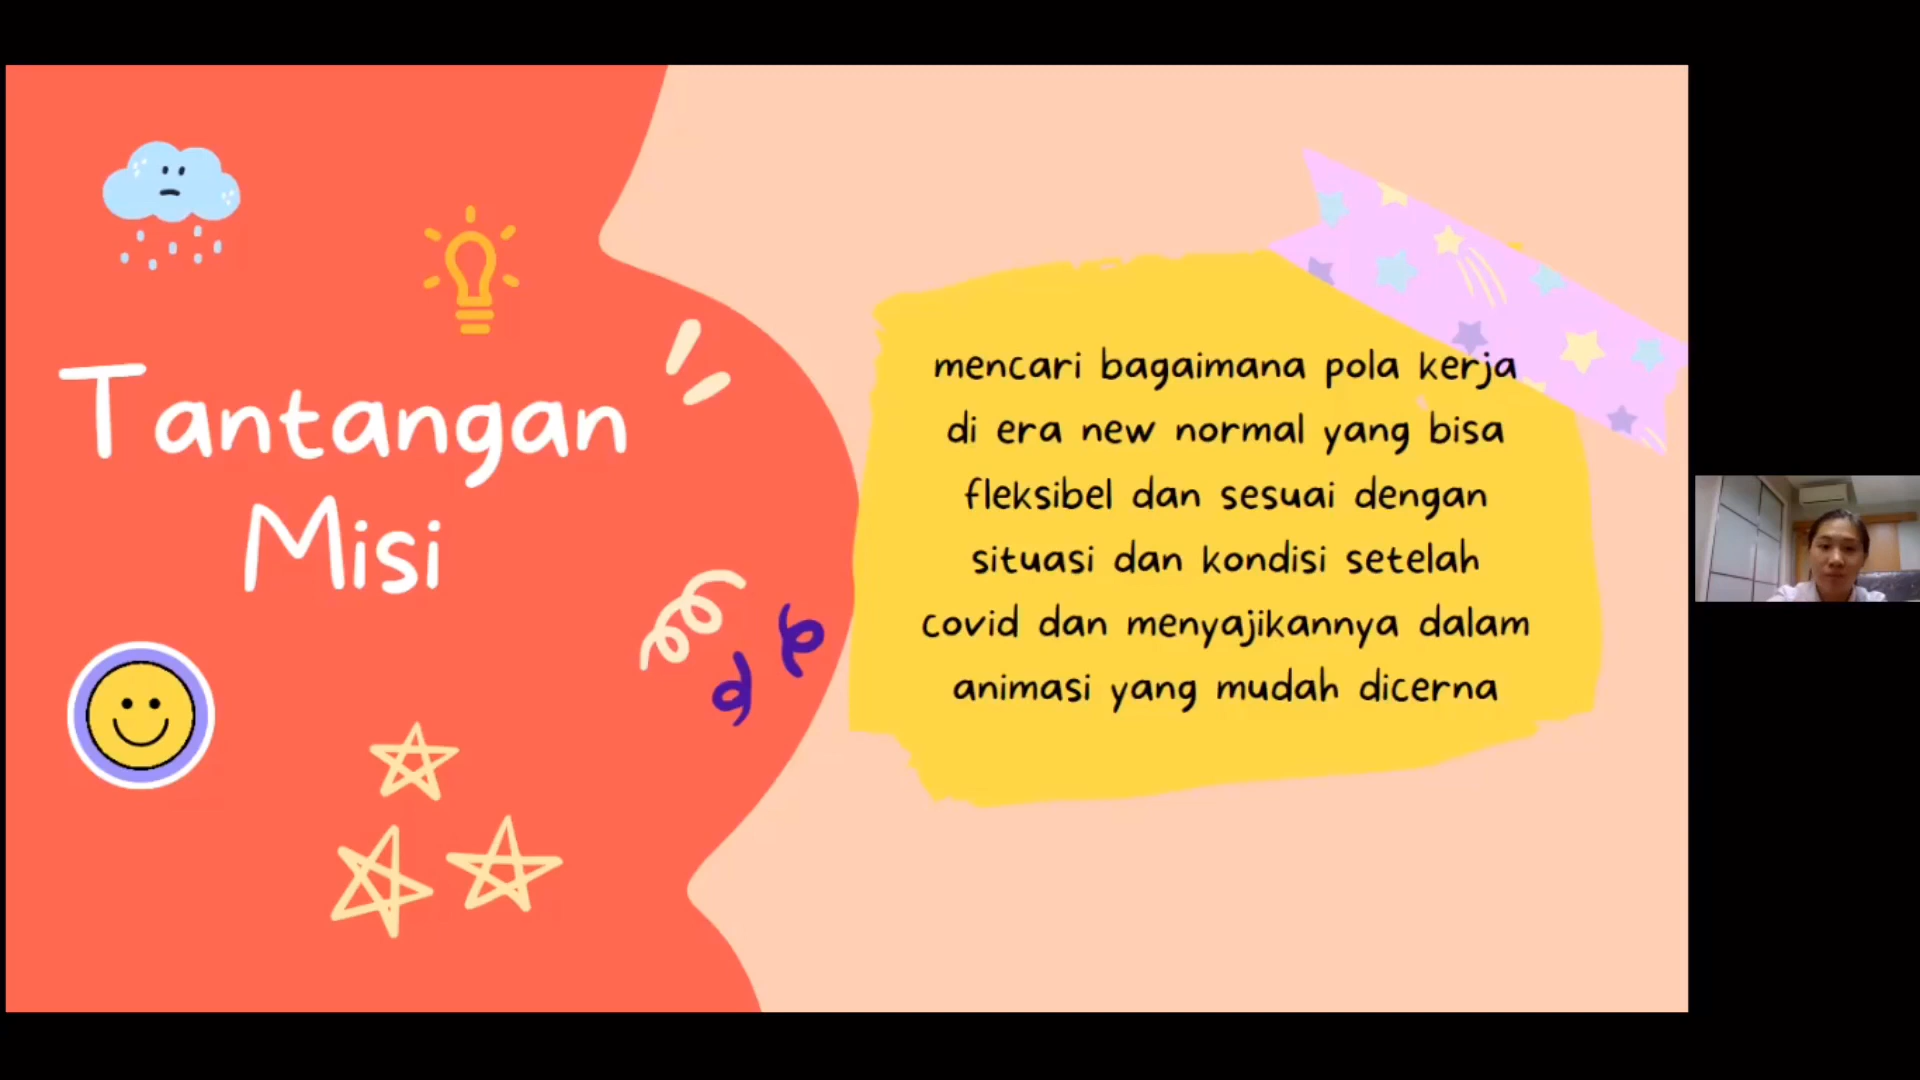 Tantangan
Misi
mencari bagaimana pola kerja
di era new normal yang bisa
fleksibel dan sesuai dengan
situasi dan kondisi setelah
covid dan menyajikannya dalam
animasi yang mudah dicerna